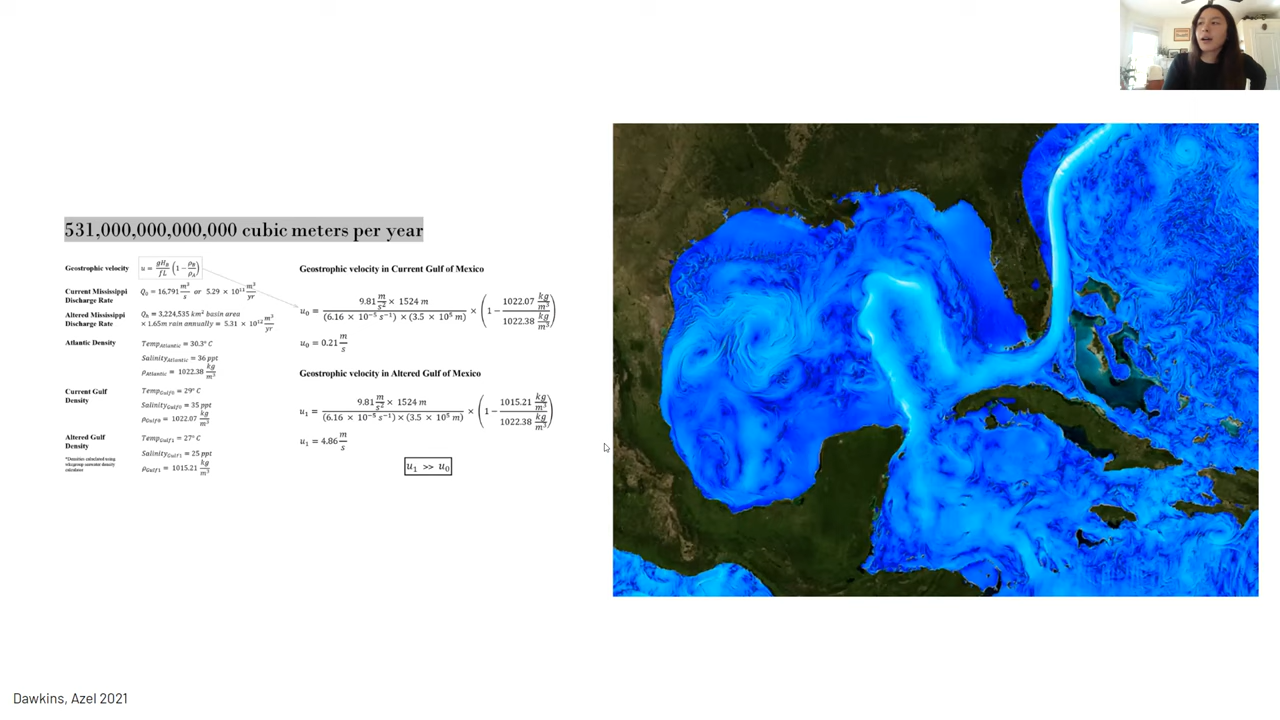 531,000,000,000,000 cubic meters per year
Geostrophic velocity u = gH_B/fL (1 − ρ_B/ρ_A)
Current Mississippi Discharge Rate Q₀ = 16,791 m³/s or 5.29 × 10¹¹ m³/yr
Altered Mississippi Discharge Rate
× 1.65m rain annually = 5.31 × 10¹² m³/yr
Atlantic Density Temp_Atlantic = 30.3° C
Salinity_Atlantic = 36 ppt
ρ_Atlantic = 1022.38 kg/m³
Current Gulf Density Temp_Gulf0 = 29° C
Salinity_Gulf0 = 35 ppt
ρ_Gulf0 = 1022.07 kg/m³
Altered Gulf Density Temp_Gulf1 = 27° C
Salinity_Gulf1 = 25 ppt
ρ_Gulf1 = 1015.21 kg/m³
Geostrophic velocity in Current Gulf of Mexico
u₀ = 9.81 m/s² × 1524 m / (6.16 × 10⁻⁵ s⁻¹) × (3.5 × 10⁵ m) × (1 − 1022.07 kg/m³ / 1022.38 kg/m³)
u₀ = 0.21 m/s
Geostrophic velocity in Altered Gulf of Mexico
u₁ = 9.81 m/s² × 1524 m / (6.16 × 10⁻⁵ s⁻¹) × (3.5 × 10⁵ m) × (1 − 1015.21 kg/m³ / 1022.38 kg/m³)
u₁ = 4.86 m/s
u₁ >> u₀
Dawkins, Azel 2021